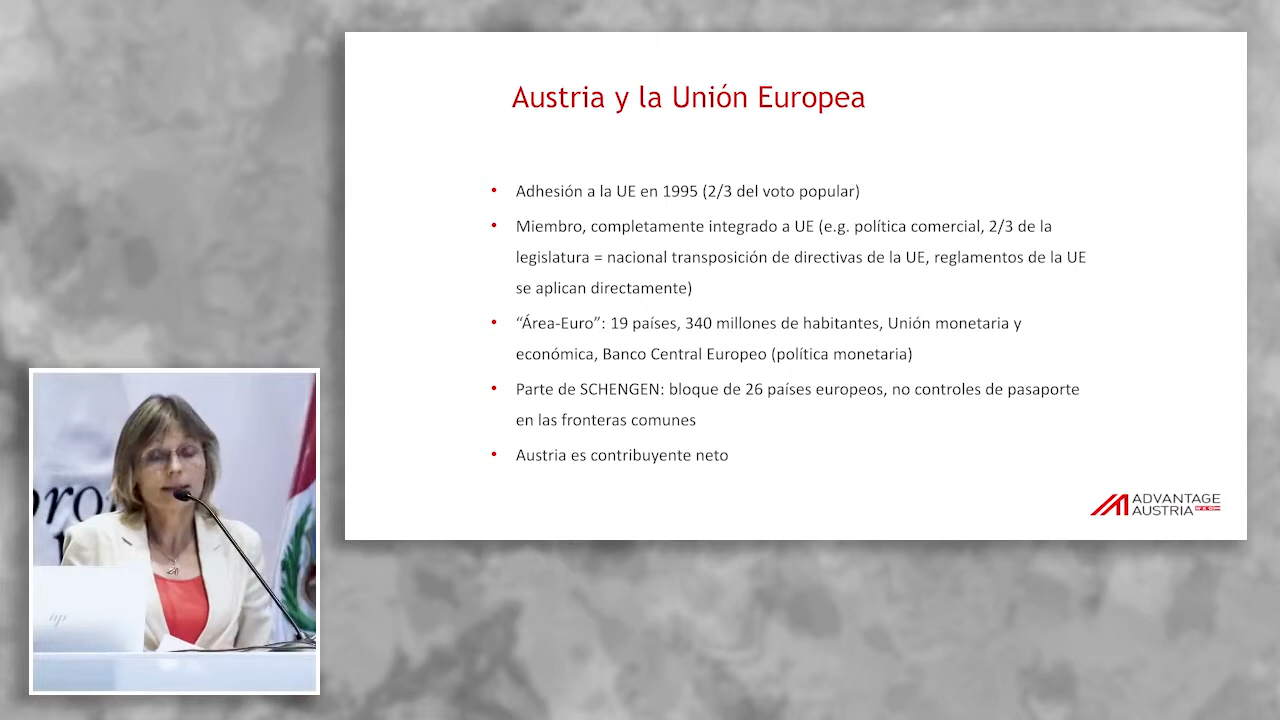 Austria y la Unión Europea
• Adhesión a la UE en 1995 (2/3 del voto popular)
• Miembro, completamente integrado a UE (e.g. política comercial, 2/3 de la
legislatura = nacional transposición de directivas de la UE, reglamentos de la UE
se aplican directamente)
• “Área-Euro”: 19 países, 340 millones de habitantes, Unión monetaria y
económica, Banco Central Europeo (política monetaria)
• Parte de SCHENGEN: bloque de 26 países europeos, no controles de pasaporte
en las fronteras comunes
• Austria es contribuyente neto
ADVANTAGE
AUSTRIA